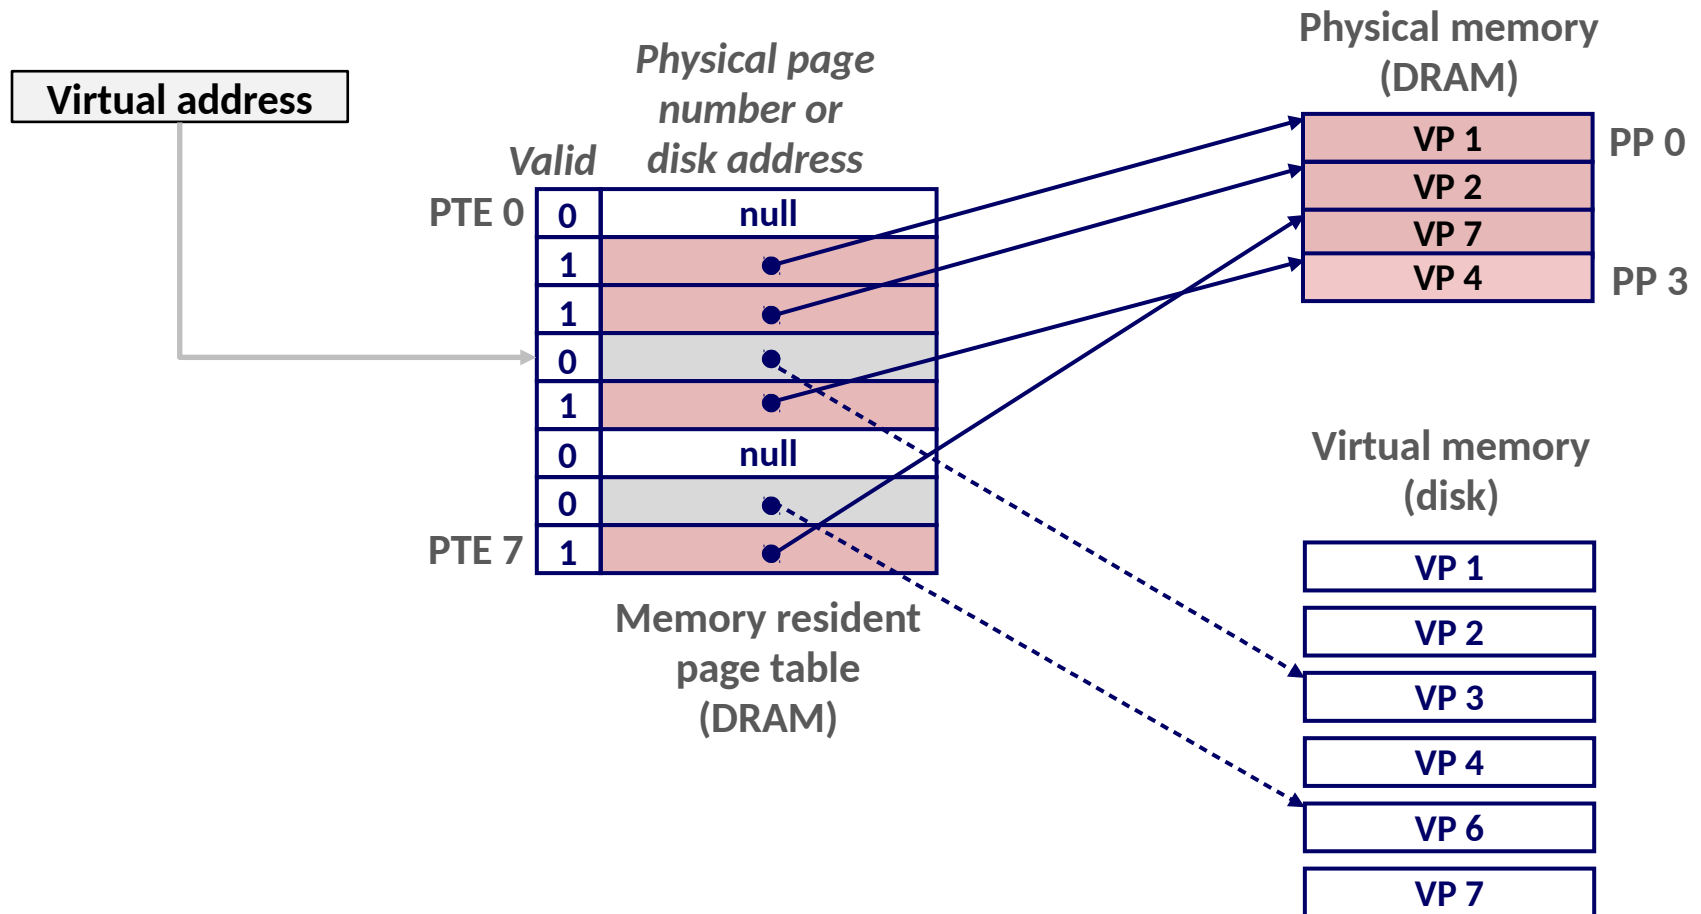 Virtual address
Physical page
number or
disk address
Valid
PTE 0
0
null
1
1
0
1
0
null
0
PTE 7
1
Memory resident
page table
(DRAM)
Physical memory
(DRAM)
VP 1
PP 0
VP 2
VP 7
VP 4
PP 3
Virtual memory
(disk)
VP 1
VP 2
VP 3
VP 4
VP 6
VP 7